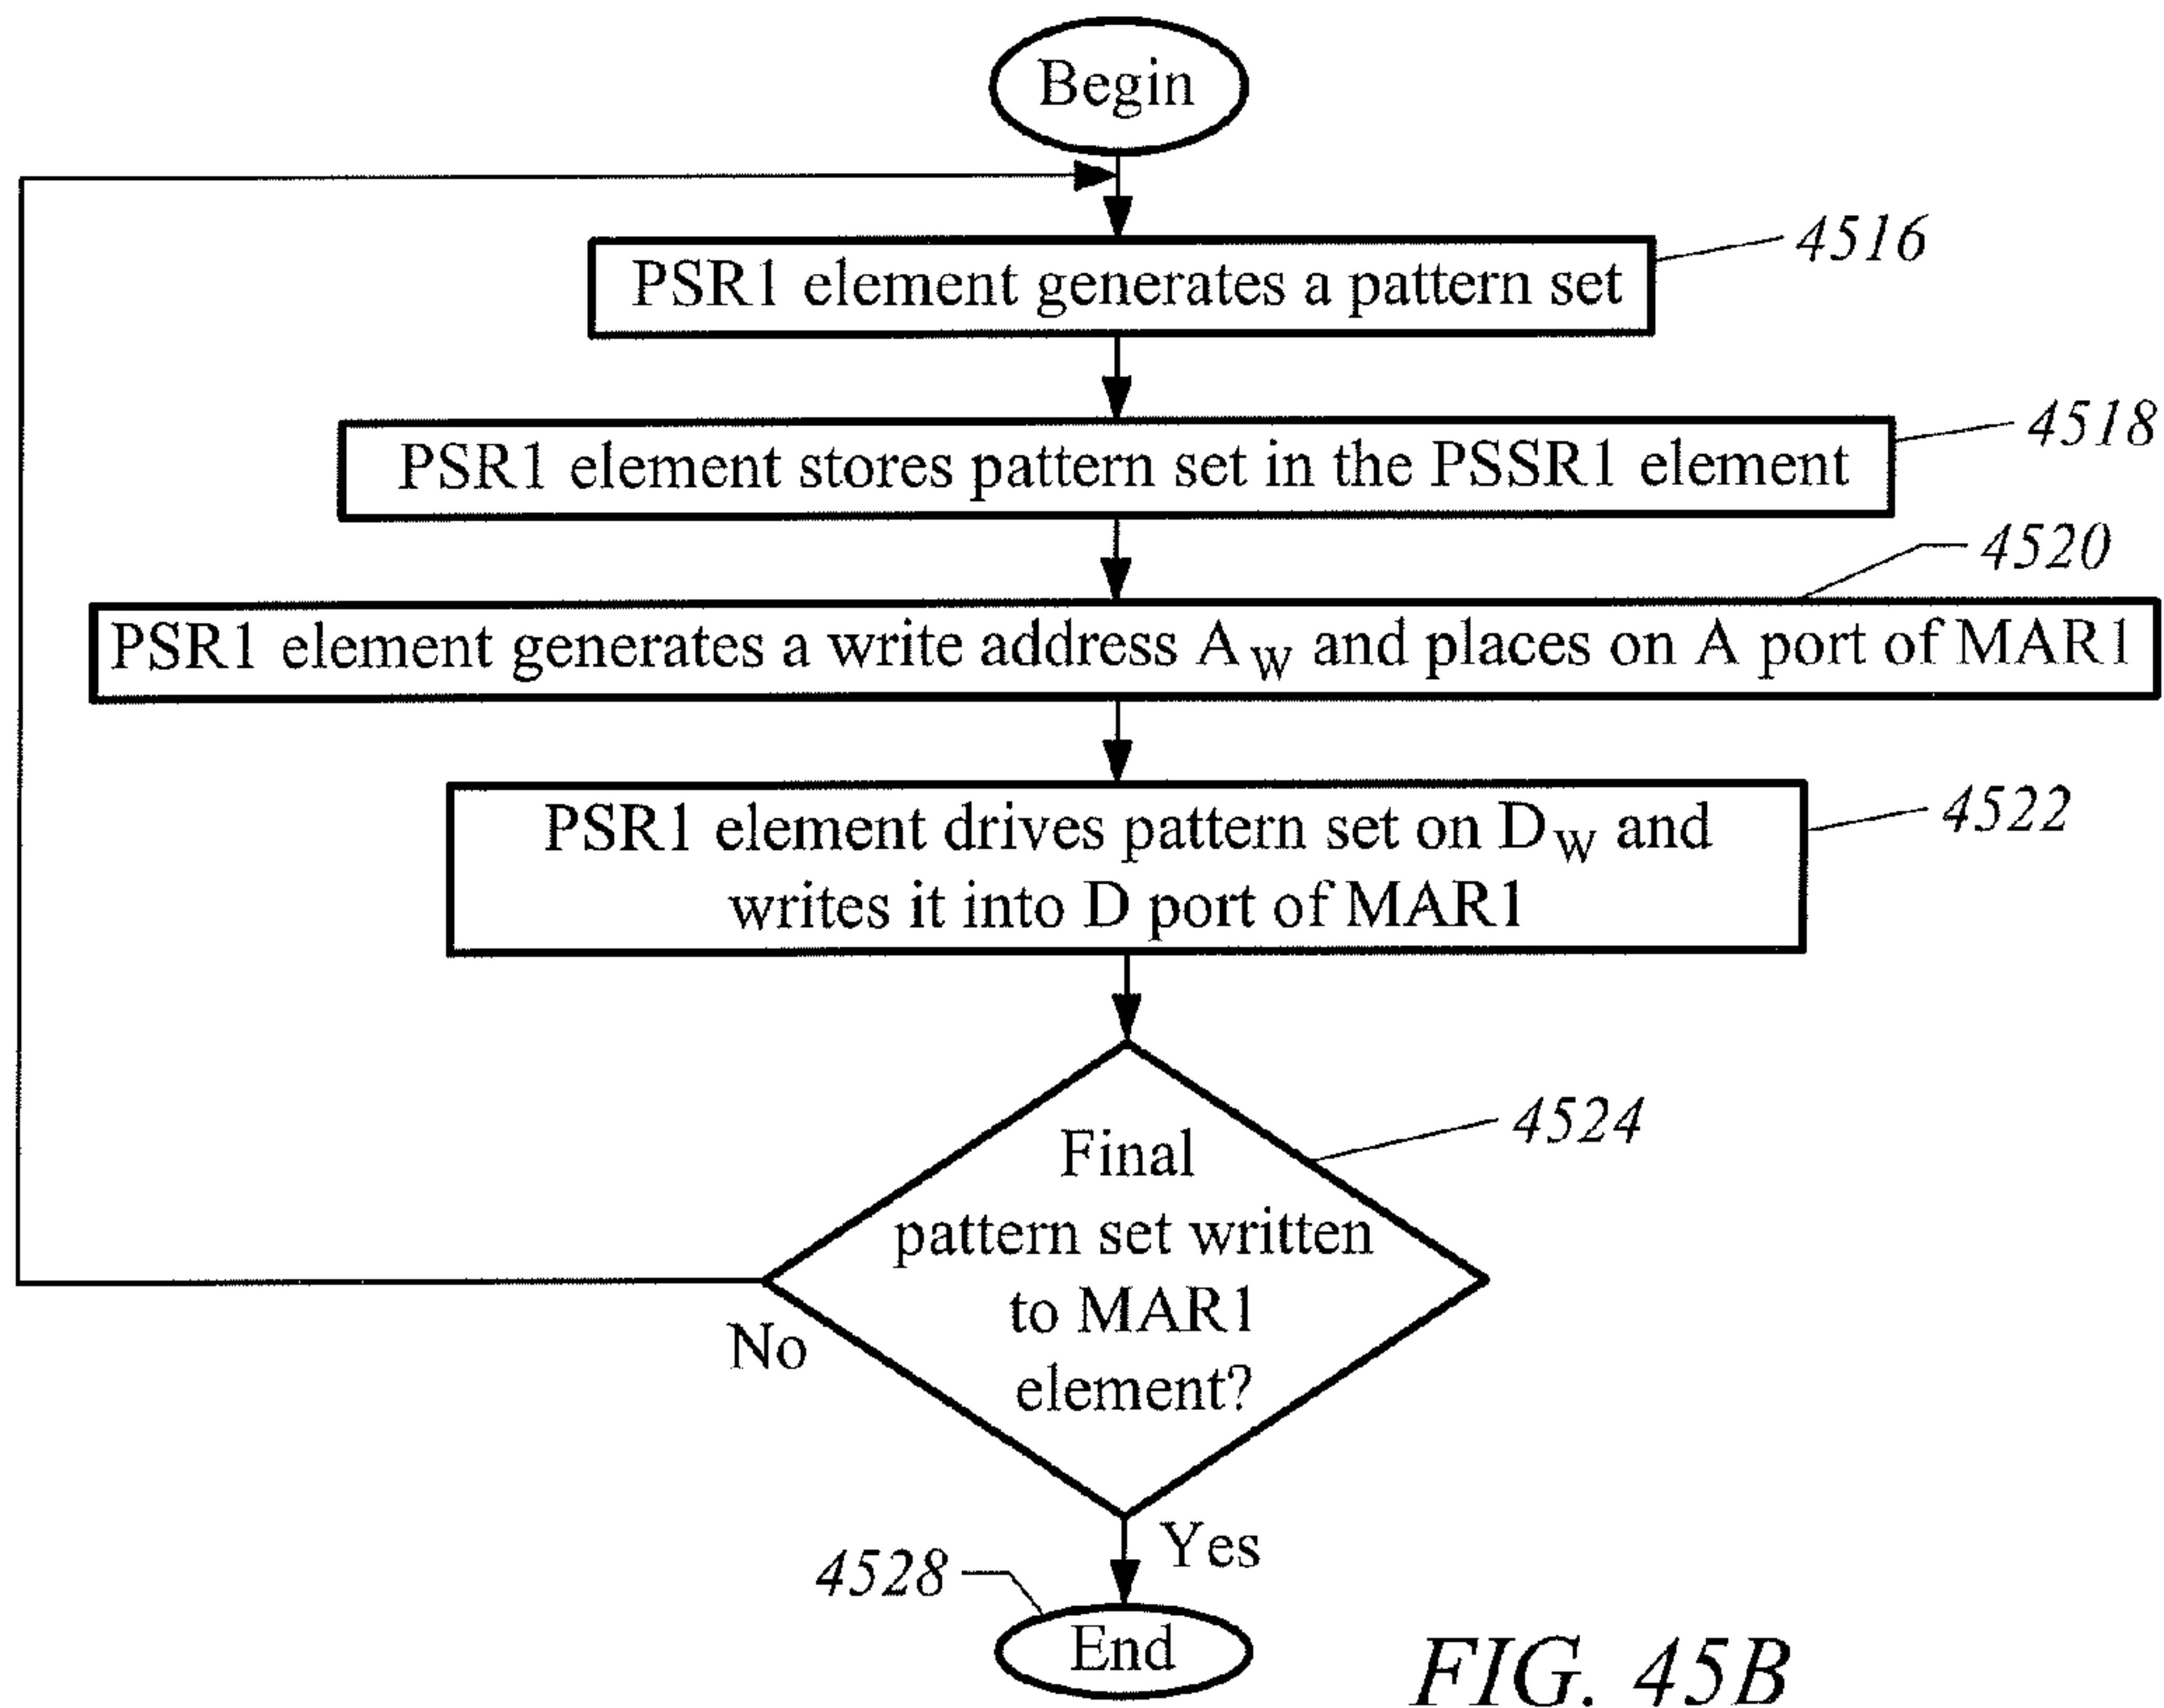 Begin
PSR1 element generates a pattern set
4516
PSR1 element stores pattern set in the PSSR1 element
4518
4520
PSR1 element generates a write address AW and places on A port of MAR1
PSR1 element drives pattern set on DW and
writes it into D port of MAR1
4522
Final
pattern set written
to MAR1
element?
4524
No
Yes
4528
End
FIG. 45B